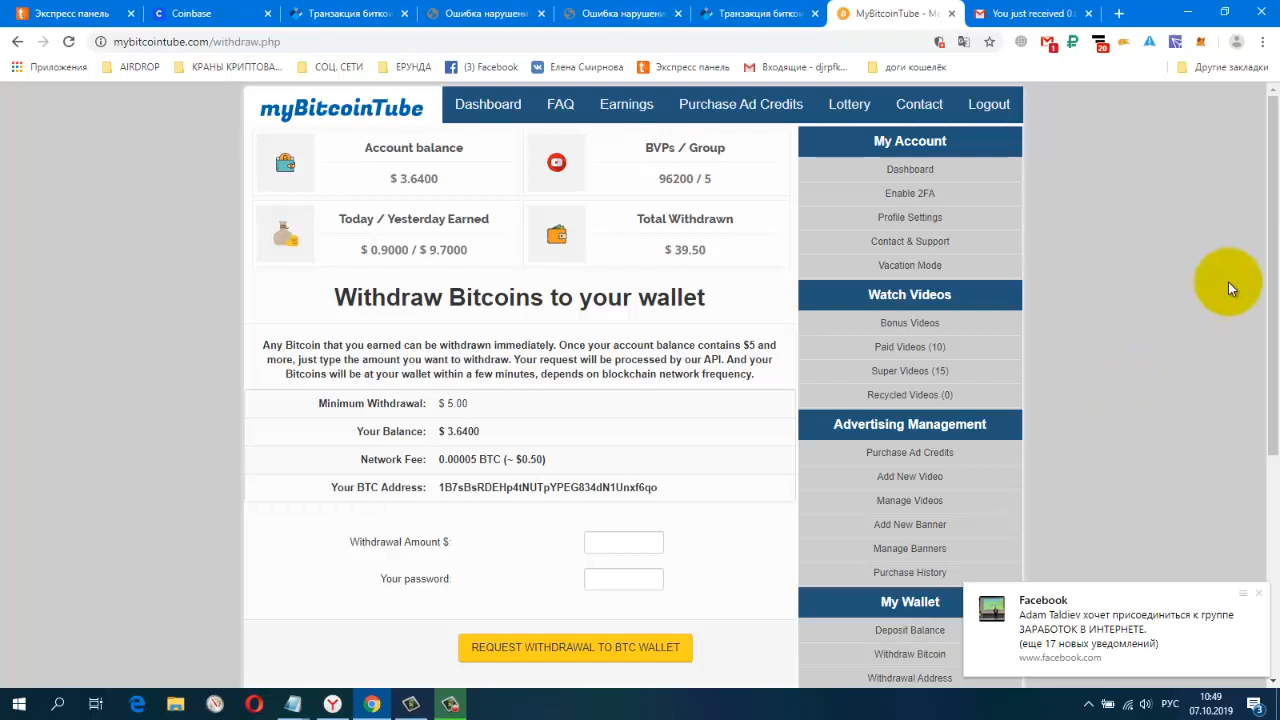 Экспресс панель
Coinbase
Транзакция биткои
Ошибка нарушени
Ошибка нарушени
Транзакция битко
MyBitcoinTube - Mo
You just received 0.
mybitcointube.com/withdraw.php
1
20
Приложения
AIRDROP
КРАНЫ КРИПТОВА...
СОЦ. СЕТИ
ЕРУНДА
(3) Facebook
Елена Смирнова
Экспресс панель
Входящие - djrpfk...
доги кошелёк
Другие закладки
myBitcoinTube
Dashboard
FAQ
Earnings
Purchase Ad Credits
Lottery
Contact
Logout
Account balance
$ 3.6400
BVPs / Group
96200 / 5
Today / Yesterday Earned
$ 0.9000 / $ 9.7000
Total Withdrawn
$ 39.50
Withdraw Bitcoins to your wallet
Any Bitcoin that you earned can be withdrawn immediately. Once your account balance contains $5 and
more, just type the amount you want to withdraw. Your request will be processed by our API. And your
Bitcoins will be at your wallet within a few minutes, depends on blockchain network frequency.
Minimum Withdrawal: $ 5.00
Your Balance: $ 3.6400
Network Fee: 0.00005 BTC (~ $0.50)
Your BTC Address: 1B7sBsRDEHp4tNUTpYPEG834dN1Unxf6qo
Withdrawal Amount $:
Your password:
REQUEST WITHDRAWAL TO BTC WALLET
My Account
Dashboard
Enable 2FA
Profile Settings
Contact & Support
Vacation Mode
Watch Videos
Bonus Videos
Paid Videos (10)
Super Videos (15)
Recycled Videos (0)
Advertising Management
Purchase Ad Credits
Add New Video
Manage Videos
Add New Banner
Manage Banners
Purchase History
My Wallet
Deposit Balance
Withdraw Bitcoin
Withdrawal Address
Facebook
Adam Taldiev хочет присоединиться к группе
ЗАРАБОТОК В ИНТЕРНЕТЕ.
(еще 17 новых уведомлений)
www.facebook.com
РУС
10:49
07.10.2019
3